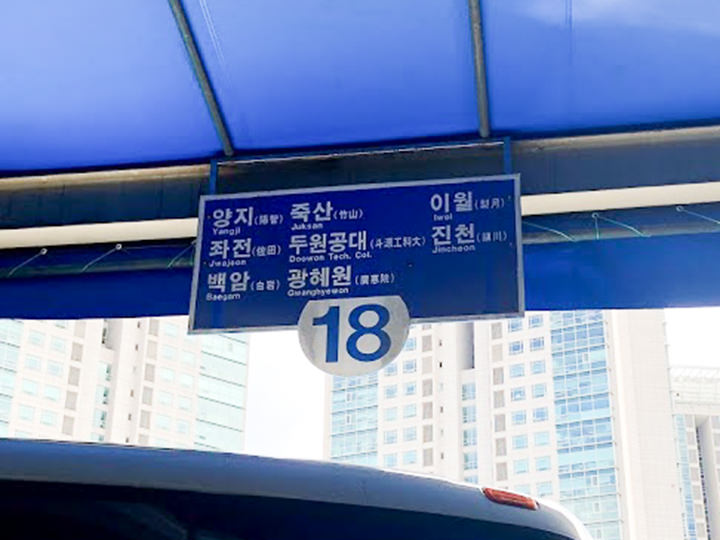 양지(陽智) 죽산(竹山) 이월(梨月)
Yangji Juksan Iwol
좌전(佐田) 두원공대(斗源工科大) 진천(鎭川)
Jwajeon Doowon Tech. Col. Jincheon
백암(白岩) 광혜원(廣惠院)
Baegam Gwanghyewon
18